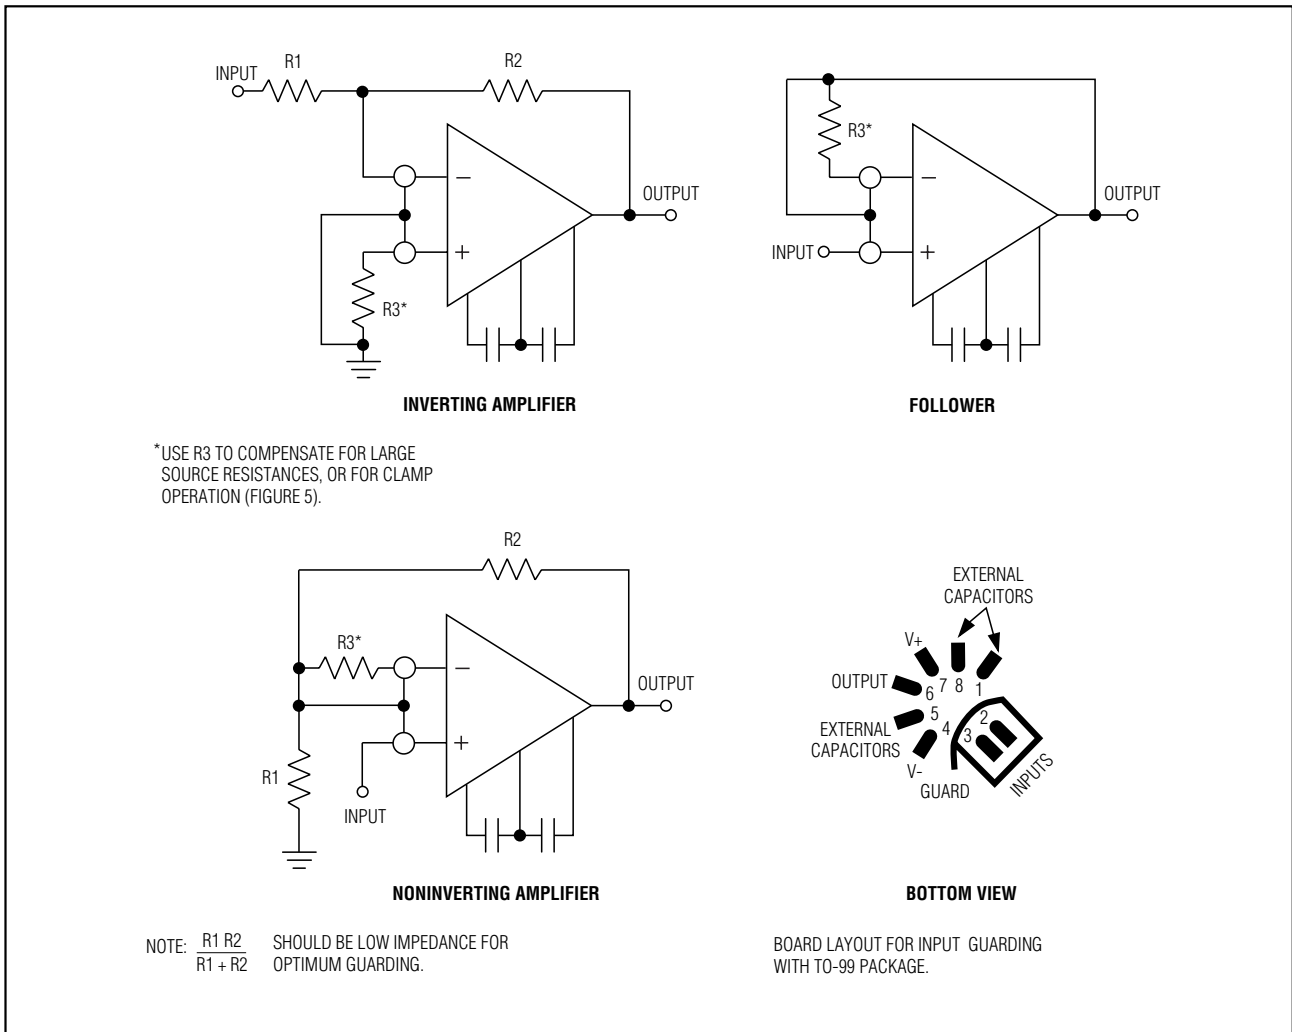 INPUT
R1
R2
−
+
OUTPUT
R3*
INVERTING AMPLIFIER
R3*
−
+
INPUT
OUTPUT
FOLLOWER
*USE R3 TO COMPENSATE FOR LARGE
SOURCE RESISTANCES, OR FOR CLAMP
OPERATION (FIGURE 5).
R2
R3*
−
+
OUTPUT
R1
INPUT
NONINVERTING AMPLIFIER
EXTERNAL
CAPACITORS
V+
OUTPUT
EXTERNAL
CAPACITORS
V-
GUARD
INPUTS
7 8 1
6
5
4
3
2
BOTTOM VIEW
NOTE: R1 R2
R1 + R2
SHOULD BE LOW IMPEDANCE FOR
OPTIMUM GUARDING.
BOARD LAYOUT FOR INPUT GUARDING
WITH TO-99 PACKAGE.